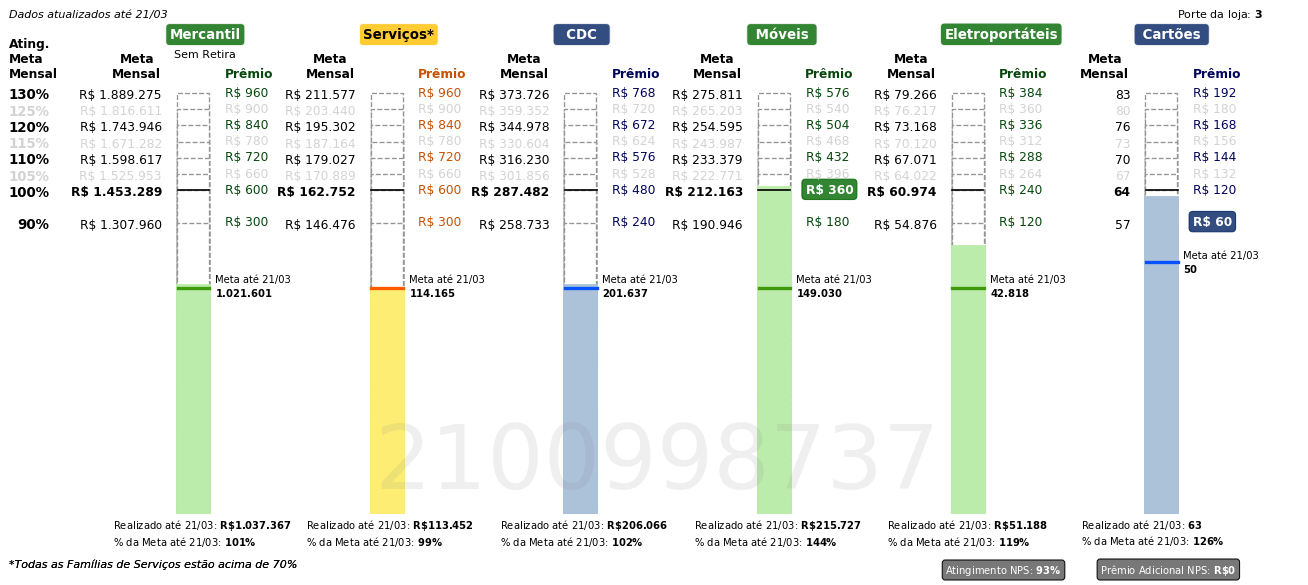 Dados atualizados até 21/03 Porte da loja: 3
Mercantil Serviços* CDC Móveis Eletroportáteis Cartões
Sem Retira
Ating. Meta Mensal Meta Mensal Prêmio Meta Mensal Prêmio Meta Mensal Prêmio Meta Mensal Prêmio Meta Mensal Prêmio Meta Mensal Prêmio
130% R$ 1.889.275 R$ 960 R$ 211.577 R$ 960 R$ 373.726 R$ 768 R$ 275.811 R$ 576 R$ 79.266 R$ 384 83 R$ 192
125% R$ 1.816.611 R$ 900 R$ 203.440 R$ 900 R$ 359.352 R$ 720 R$ 265.203 R$ 540 R$ 76.217 R$ 360 80 R$ 180
120% R$ 1.743.946 R$ 840 R$ 195.302 R$ 840 R$ 344.978 R$ 672 R$ 254.595 R$ 504 R$ 73.168 R$ 336 76 R$ 168
115% R$ 1.671.282 R$ 780 R$ 187.164 R$ 780 R$ 330.604 R$ 624 R$ 243.987 R$ 468 R$ 70.120 R$ 312 73 R$ 156
110% R$ 1.598.617 R$ 720 R$ 179.027 R$ 720 R$ 316.230 R$ 576 R$ 233.379 R$ 432 R$ 67.071 R$ 288 70 R$ 144
105% R$ 1.525.953 R$ 660 R$ 170.889 R$ 660 R$ 301.856 R$ 528 R$ 222.771 R$ 396 R$ 64.022 R$ 264 67 R$ 132
100% R$ 1.453.289 R$ 600 R$ 162.752 R$ 600 R$ 287.482 R$ 480 R$ 212.163 R$ 360 R$ 60.974 R$ 240 64 R$ 120
90% R$ 1.307.960 R$ 300 R$ 146.476 R$ 300 R$ 258.733 R$ 240 R$ 190.946 R$ 180 R$ 54.876 R$ 120 57 R$ 60
Meta até 21/03 1.021.601
Meta até 21/03 114.165
Meta até 21/03 201.637
Meta até 21/03 149.030
Meta até 21/03 42.818
Meta até 21/03 50
2100998737
Realizado até 21/03: R$1.037.367 Realizado até 21/03: R$113.452 Realizado até 21/03: R$206.066 Realizado até 21/03: R$215.727 Realizado até 21/03: R$51.188 Realizado até 21/03: 63
% da Meta até 21/03: 101% % da Meta até 21/03: 99% % da Meta até 21/03: 102% % da Meta até 21/03: 144% % da Meta até 21/03: 119% % da Meta até 21/03: 126%
*Todas as Famílias de Serviços estão acima de 70% Atingimento NPS: 93% Prêmio Adicional NPS: R$0